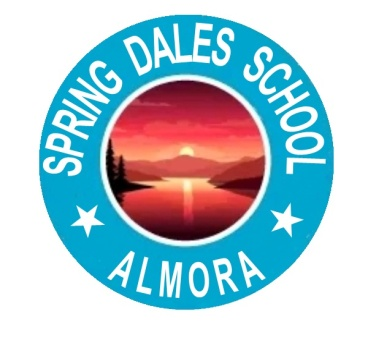 SPRING DALES SCHOOL
ALMORA